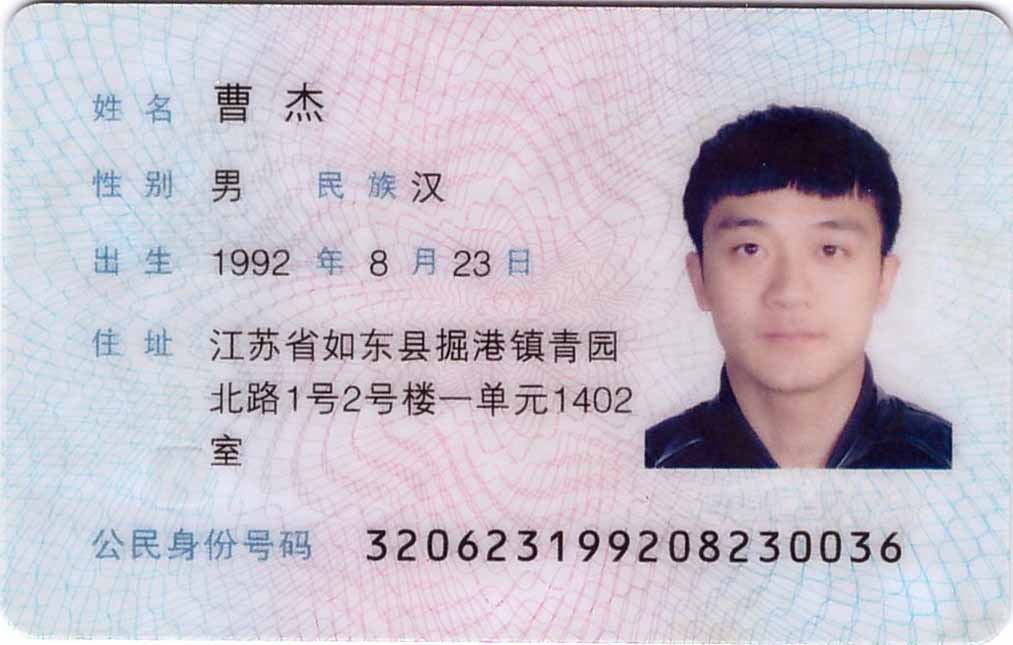 姓名 曹杰
性别 男 民族 汉
出生 1992 年 8 月 23 日
住址 江苏省如东县掘港镇青园
北路1号2号楼一单元1402
室
公民身份号码 320623199208230036